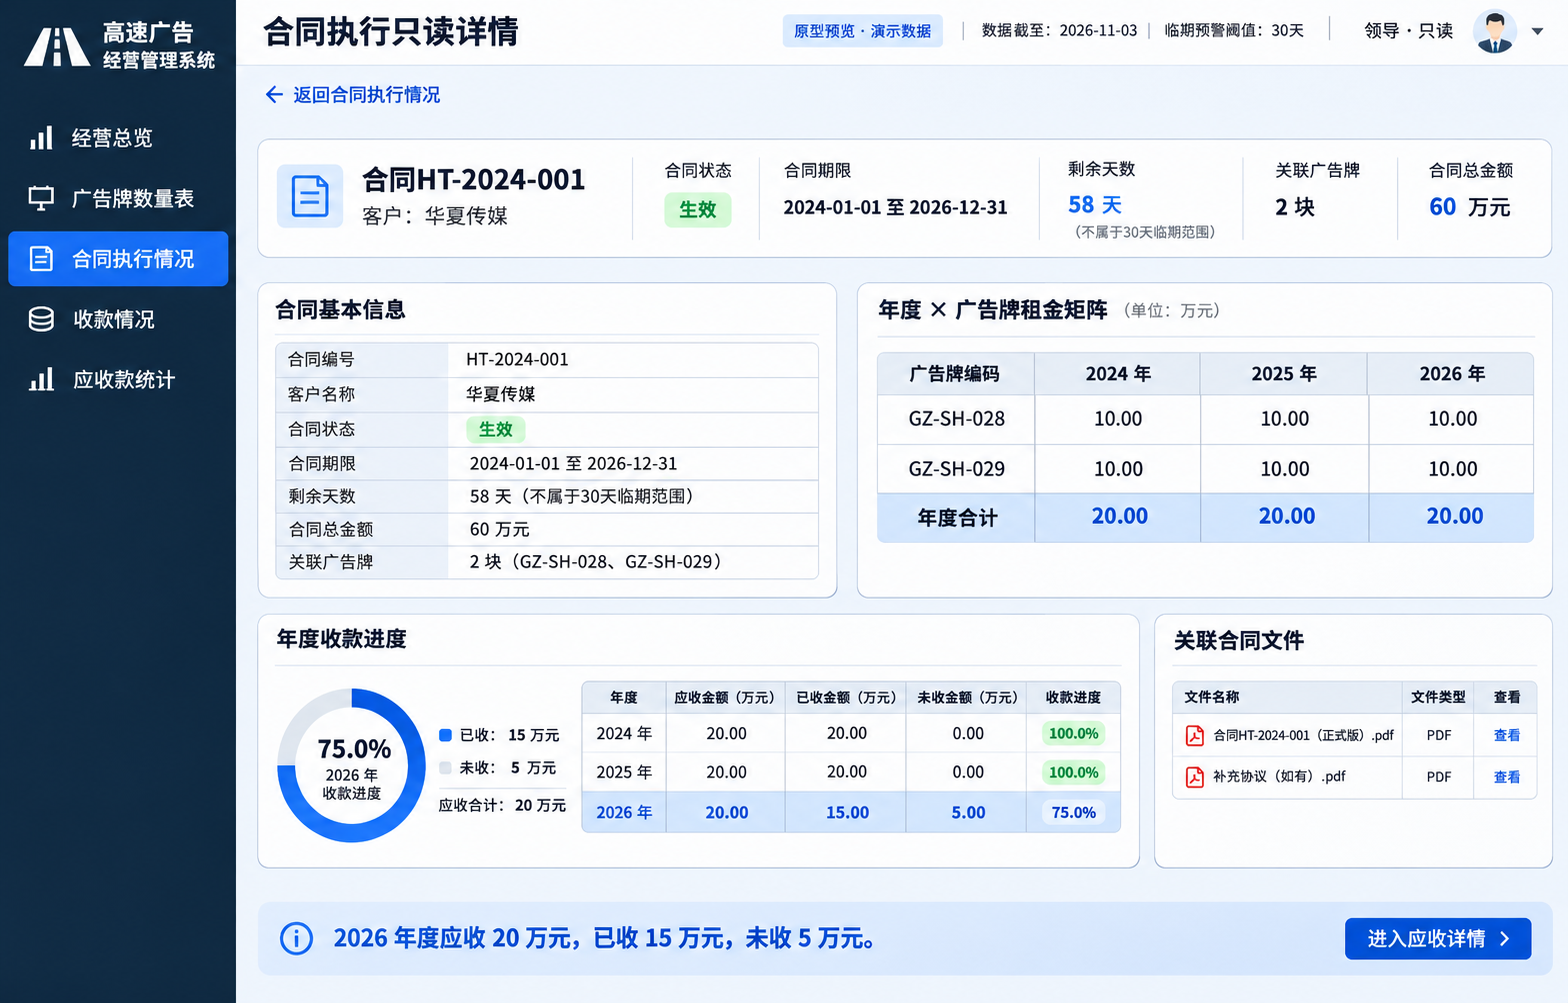 高速广告
经营管理系统
经营总览
广告牌数量表
合同执行情况
收款情况
应收款统计
合同执行只读详情
原型预览 · 演示数据
数据截至：2026-11-03
临期预警阈值：30天
领导 · 只读
返回合同执行情况
合同HT-2024-001
客户：华夏传媒
合同状态
生效
合同期限
2024-01-01 至 2026-12-31
剩余天数
58 天
（不属于30天临期范围）
关联广告牌
2 块
合同总金额
60 万元
合同基本信息
合同编号 HT-2024-001
客户名称 华夏传媒
合同状态 生效
合同期限 2024-01-01 至 2026-12-31
剩余天数 58 天（不属于30天临期范围）
合同总金额 60 万元
关联广告牌 2 块（GZ-SH-028、GZ-SH-029）
年度 × 广告牌租金矩阵 （单位：万元）
广告牌编码 2024 年 2025 年 2026 年
GZ-SH-028 10.00 10.00 10.00
GZ-SH-029 10.00 10.00 10.00
年度合计 20.00 20.00 20.00
年度收款进度
75.0%
2026 年
收款进度
已收： 15 万元
未收： 5 万元
应收合计： 20 万元
年度 应收金额（万元） 已收金额（万元） 未收金额（万元） 收款进度
2024 年 20.00 20.00 0.00 100.0%
2025 年 20.00 20.00 0.00 100.0%
2026 年 20.00 15.00 5.00 75.0%
关联合同文件
文件名称 文件类型 查看
合同HT-2024-001（正式版）.pdf PDF 查看
补充协议（如有）.pdf PDF 查看
2026 年度应收 20 万元，已收 15 万元，未收 5 万元。
进入应收详情